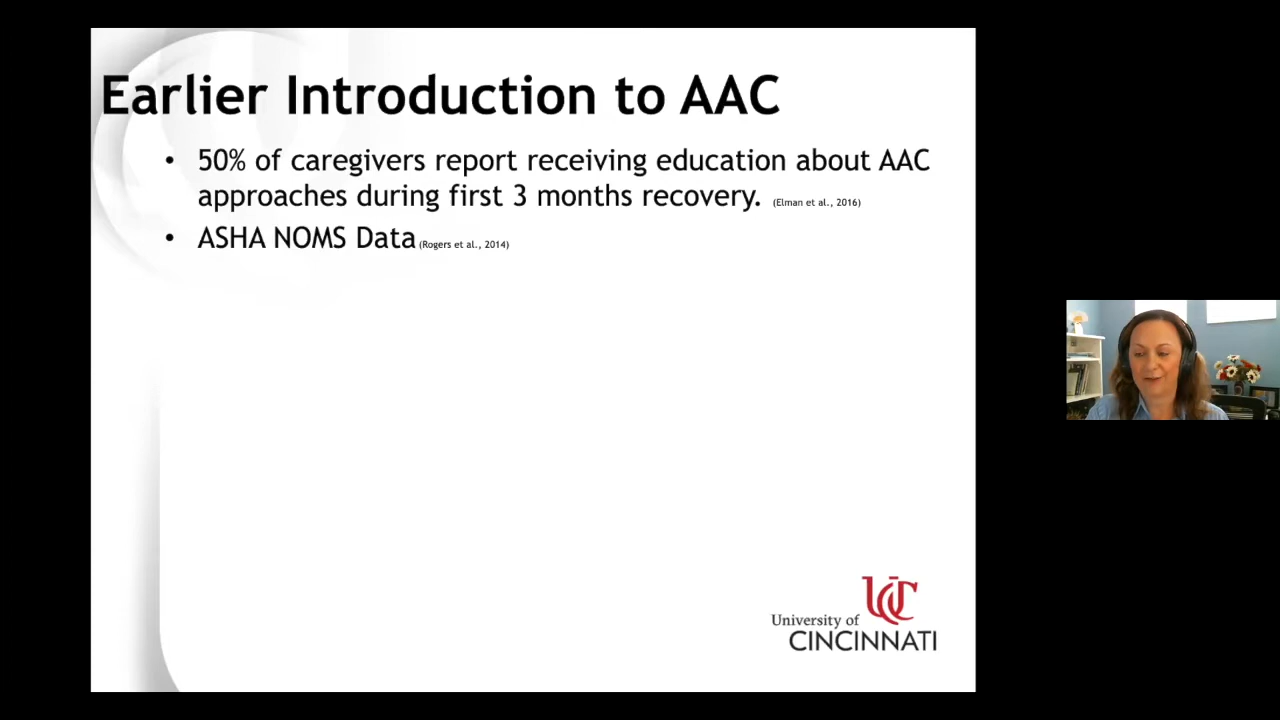 Earlier Introduction to AAC
• 50% of caregivers report receiving education about AAC
approaches during first 3 months recovery. (Elman et al., 2016)
• ASHA NOMS Data (Rogers et al., 2014)
UC
University of
CINCINNATI